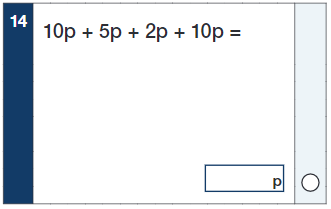 14
10p + 5p + 2p + 10p =
p